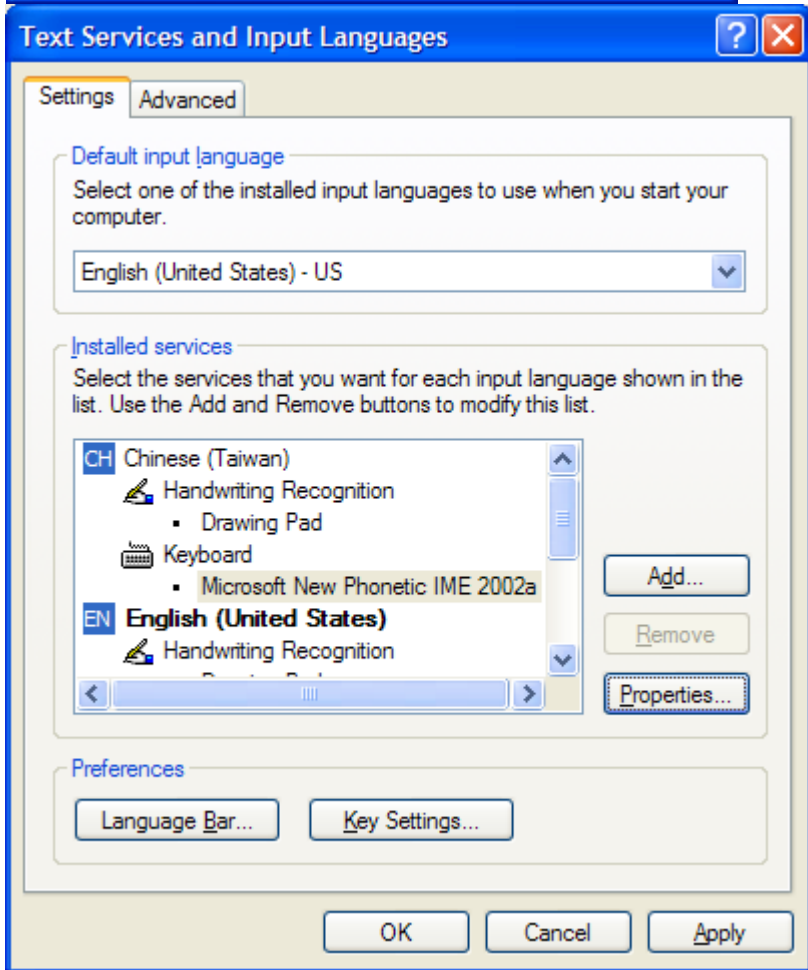 Text Services and Input Languages
Settings
Advanced
Default input language
Select one of the installed input languages to use when you start your
computer.
English (United States) - US
Installed services
Select the services that you want for each input language shown in the
list. Use the Add and Remove buttons to modify this list.
CH Chinese (Taiwan)
Handwriting Recognition
Drawing Pad
Keyboard
Microsoft New Phonetic IME 2002a
EN English (United States)
Handwriting Recognition
Add...
Remove
Properties...
Preferences
Language Bar...
Key Settings...
OK
Cancel
Apply